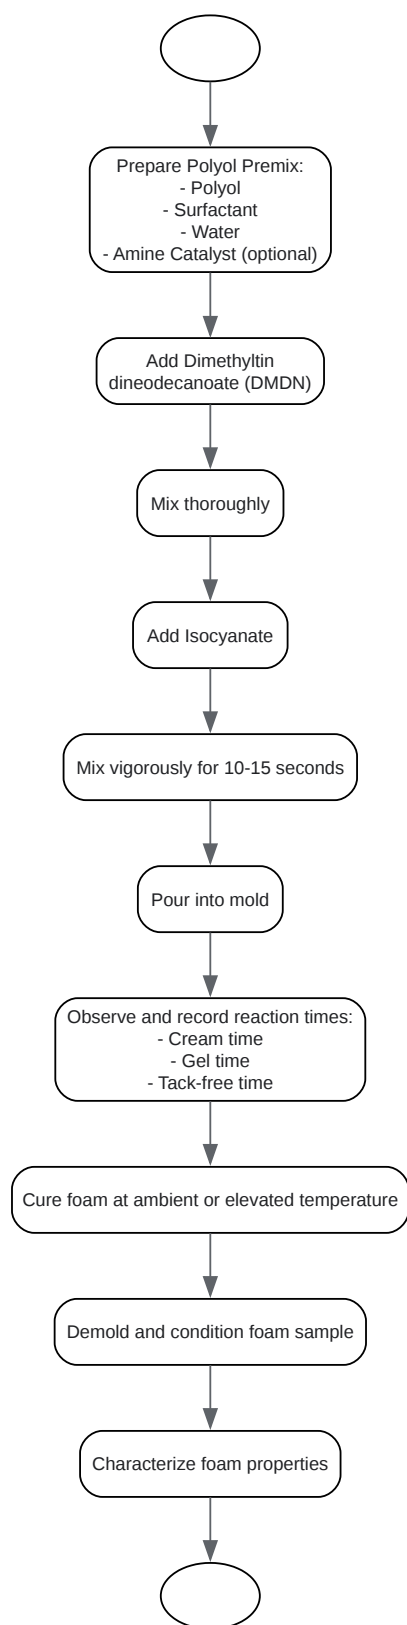 Prepare Polyol Premix:
- Polyol
- Surfactant
- Water
- Amine Catalyst (optional)
Add Dimethyltin
dineodecanoate (DMDN)
Mix thoroughly
Add Isocyanate
Mix vigorously for 10-15 seconds
Pour into mold
Observe and record reaction times:
- Cream time
- Gel time
- Tack-free time
Cure foam at ambient or elevated temperature
Demold and condition foam sample
Characterize foam properties